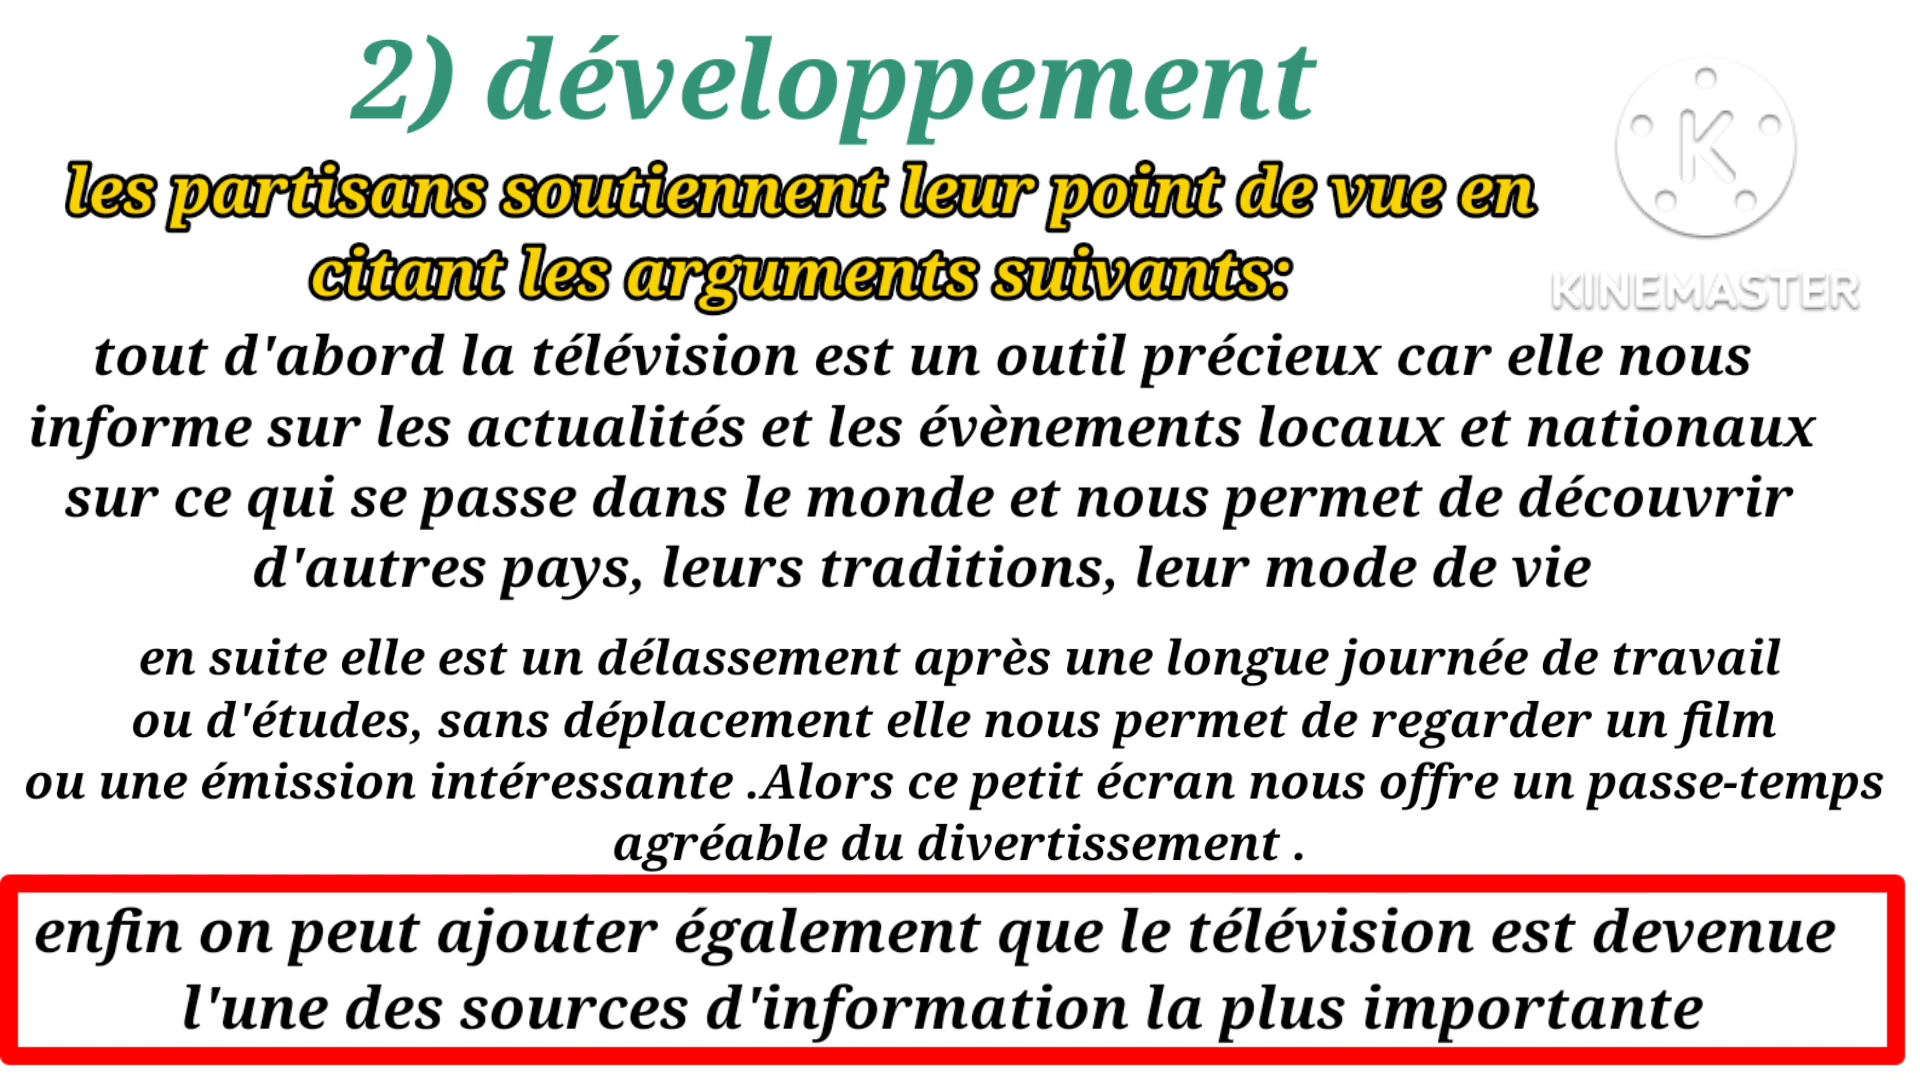 2) développement
les partisans soutiennent leur point de vue en
citant les arguments suivants:
tout d'abord la télévision est un outil précieux car elle nous
informe sur les actualités et les évènements locaux et nationaux
sur ce qui se passe dans le monde et nous permet de découvrir
d'autres pays, leurs traditions, leur mode de vie
en suite elle est un délassement après une longue journée de travail
ou d'études, sans déplacement elle nous permet de regarder un film
ou une émission intéressante .Alors ce petit écran nous offre un passe-temps
agréable du divertissement .
enfin on peut ajouter également que le télévision est devenue
l'une des sources d'information la plus importante
K
KINEMASTER